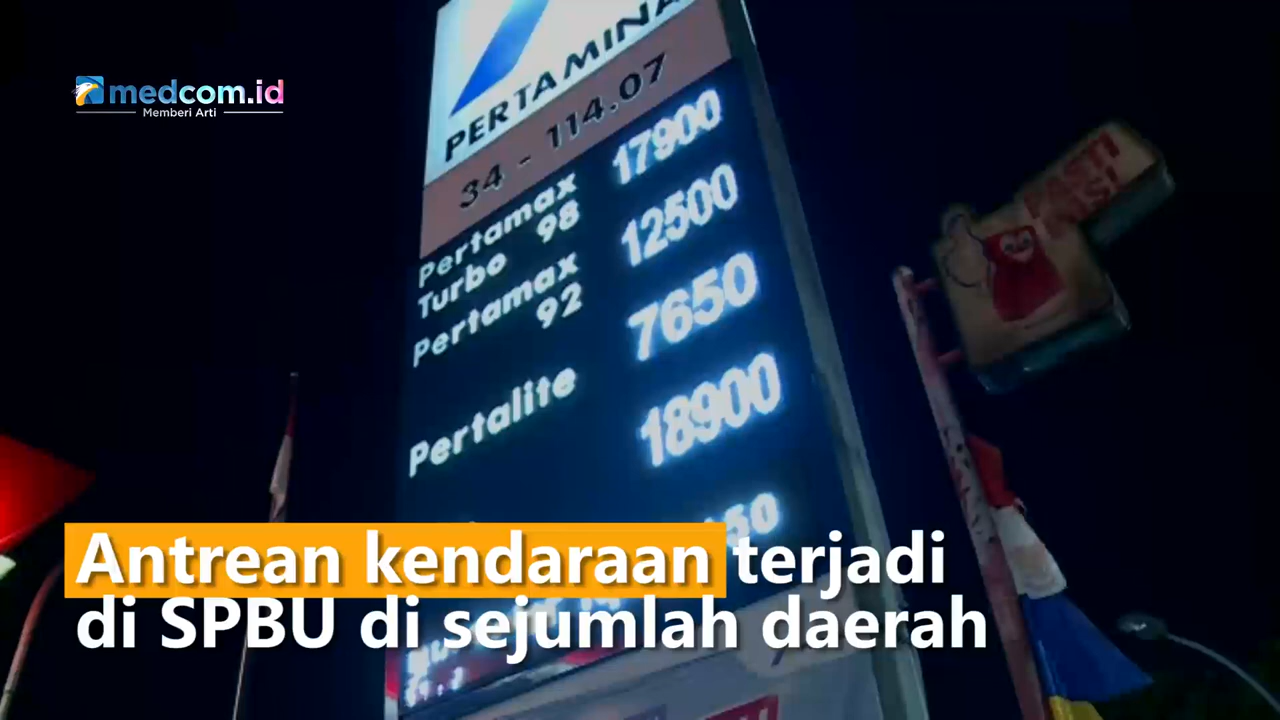 medcom.id
Memberi Arti
PERTAMINA
34 - 114.07
Pertamax 17900
Turbo 98
Pertamax 12500
92
Pertalite 7650
18900
PASTI
Antrean kendaraan terjadi
di SPBU di sejumlah daerah